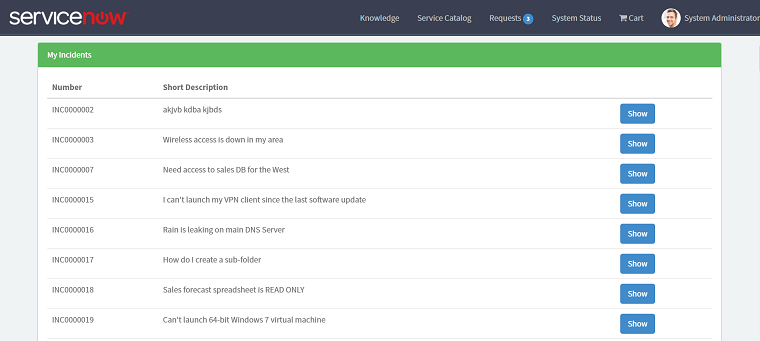 servicenow Knowledge Service Catalog Requests 3 System Status Cart System Administrator
My Incidents
Number Short Description
INC0000002 akjvb kdba kjbds Show
INC0000003 Wireless access is down in my area Show
INC0000007 Need access to sales DB for the West Show
INC0000015 I can't launch my VPN client since the last software update Show
INC0000016 Rain is leaking on main DNS Server Show
INC0000017 How do I create a sub-folder Show
INC0000018 Sales forecast spreadsheet is READ ONLY Show
INC0000019 Can't launch 64-bit Windows 7 virtual machine Show